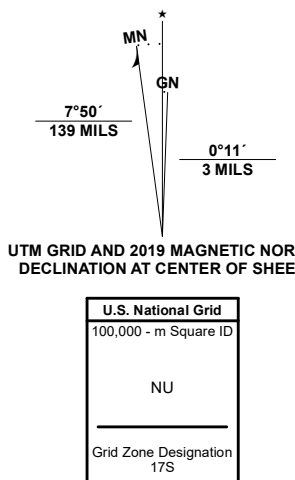 ★
MN
GN
7°50´
139 MILS
0°11´
3 MILS
UTM GRID AND 2019 MAGNETIC NOR
DECLINATION AT CENTER OF SHEE
U.S. National Grid
100,000 - m Square ID
NU
Grid Zone Designation
17S